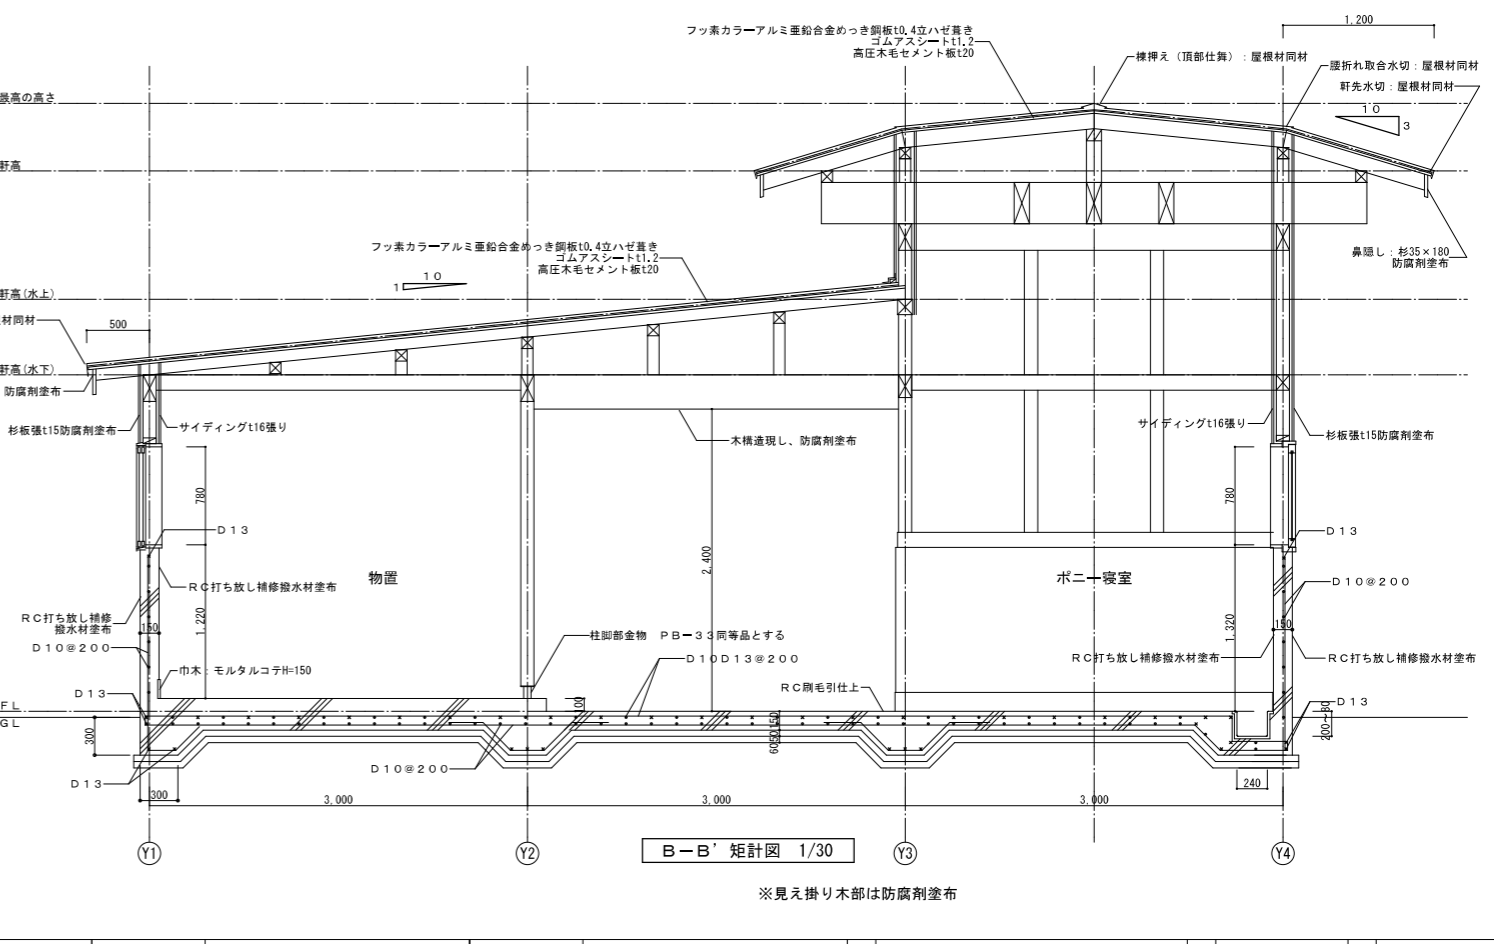 1,200
フッ素カラーアルミ亜鉛合金めっき鋼板t0.4立ハゼ葺き
ゴムアスシートt1.2
高圧木毛セメント板t20
棟押え（頂部仕舞）：屋根材同材
腰折れ取合水切：屋根材同材
軒先水切：屋根材同材
最高の高さ
10
3
軒高
フッ素カラーアルミ亜鉛合金めっき鋼板t0.4立ハゼ葺き
ゴムアスシートt1.2
高圧木毛セメント板t20
鼻隠し：杉35×180
防腐剤塗布
10
1
軒高(水上)
材同材
500
軒高(水下)
防腐剤塗布
杉板張t15防腐剤塗布
サイディングt16張り
木構造現し、防腐剤塗布
サイディングt16張り
杉板張t15防腐剤塗布
780
780
D13
D13
2,400
物置
ポニー寝室
RC打ち放し補修撥水材塗布
D10@200
RC打ち放し補修
撥水材塗布
150
1,220
1,320
150
柱脚部金物　PB－33同等品とする
D10@200
D10D13@200
RC打ち放し補修撥水材塗布
RC打ち放し補修撥水材塗布
巾木：モルタルコテH=150
RC刷毛引仕上
D13
D13
FL
GL
100
300
150
50
60
200～80
D10@200
D13
300
240
3,000
3,000
3,000
Y1
Y2
Y3
Y4
B－B’ 矩計図　1/30
※見え掛り木部は防腐剤塗布